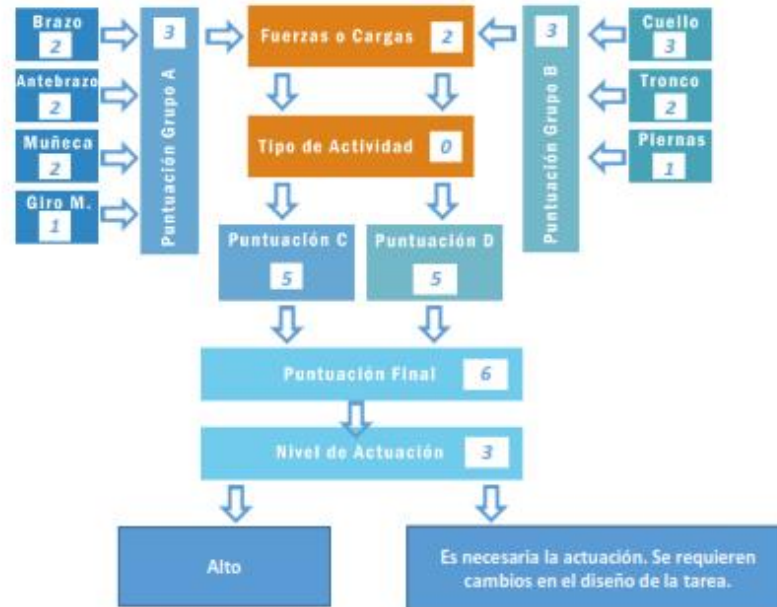 Brazo
2
Antebrazo
2
Muñeca
2
Giro M.
1
3
Puntuación Grupo A
Fuerzas o Cargas 2
Tipo de Actividad 0
3
Puntuación Grupo B
Cuello
3
Tronco
2
Piernas
1
Puntuación C
5
Puntuación D
5
Puntuación Final 6
Nivel de Actuación 3
Alto
Es necesaria la actuación. Se requieren
cambios en el diseño de la tarea.